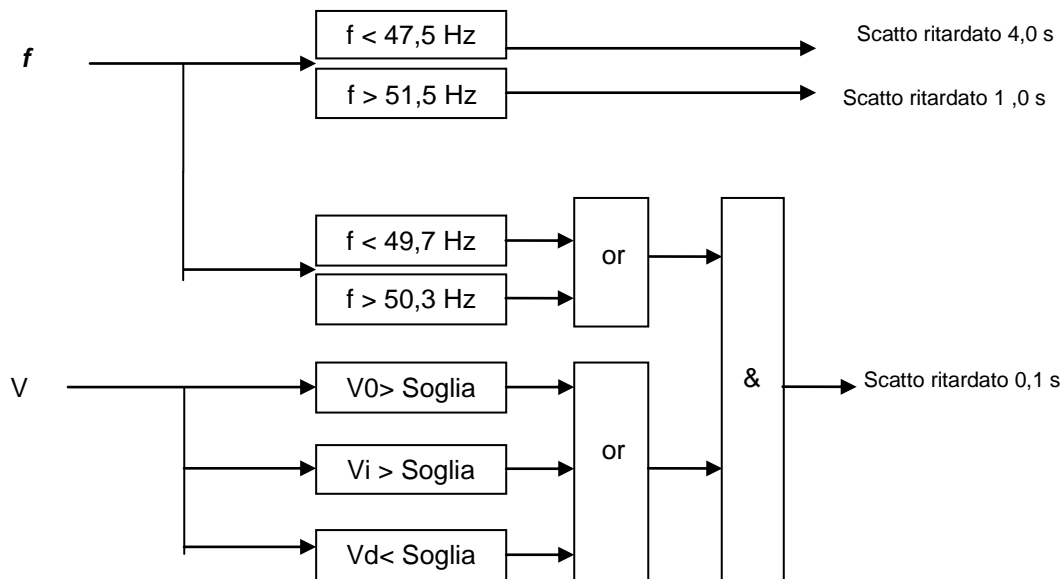 f < 47,5 Hz
Scatto ritardato 4,0 s
f
f > 51,5 Hz
Scatto ritardato 1 ,0 s
f < 49,7 Hz
or
f > 50,3 Hz
V
V0> Soglia
&
Scatto ritardato 0,1 s
Vi > Soglia
or
Vd< Soglia